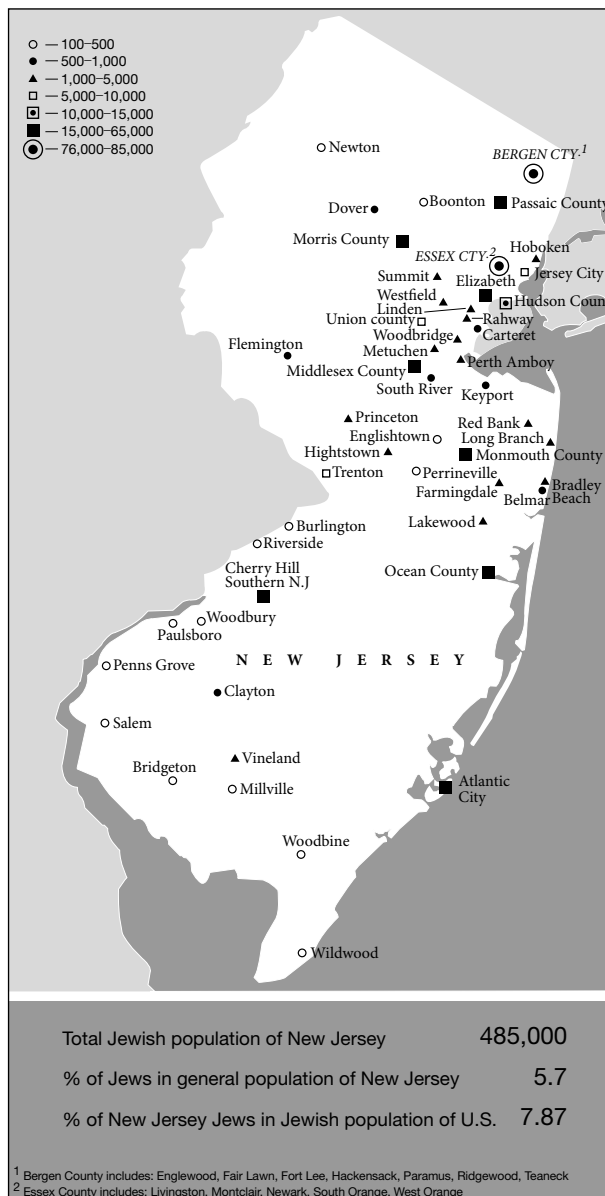 100–500
500–1,000
1,000–5,000
5,000–10,000
10,000–15,000
15,000–65,000
76,000–85,000
Newton
BERGEN CTY.1
Boonton
Passaic County
Dover
Morris County
Hoboken
ESSEX CTY.2
Jersey City
Summit
Elizabeth
Westfield
Hudson Coun
Linden
Union county
Rahway
Carteret
Woodbridge
Flemington
Metuchen
Perth Amboy
Middlesex County
South River
Keyport
Princeton
Red Bank
Englishtown
Long Branch
Hightstown
Monmouth County
Trenton
Perrineville
Farmingdale
Bradley
Beach
Belmar
Lakewood
Burlington
Riverside
Cherry Hill
Southern N.J
Ocean County
Woodbury
Paulsboro
NEW JERSEY
Penns Grove
Clayton
Salem
Vineland
Bridgeton
Millville
Atlantic
City
Woodbine
Wildwood
Total Jewish population of New Jersey 485,000
% of Jews in general population of New Jersey 5.7
% of New Jersey Jews in Jewish population of U.S. 7.87
1 Bergen County includes: Englewood, Fair Lawn, Fort Lee, Hackensack, Paramus, Ridgewood, Teaneck
2 Essex County includes: Livingston, Montclair, Newark, South Orange, West Orange